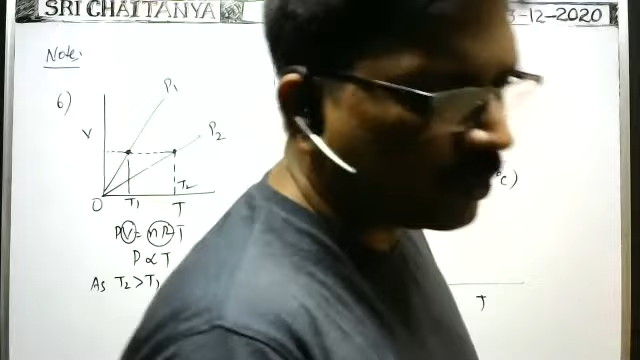 SRI CHAITANYA
3-12-2020
Note:
6)
P1
V
P2
T2
O
T1
T
PV = nRT
P ∝ T
As T2 > T1
°C)
T